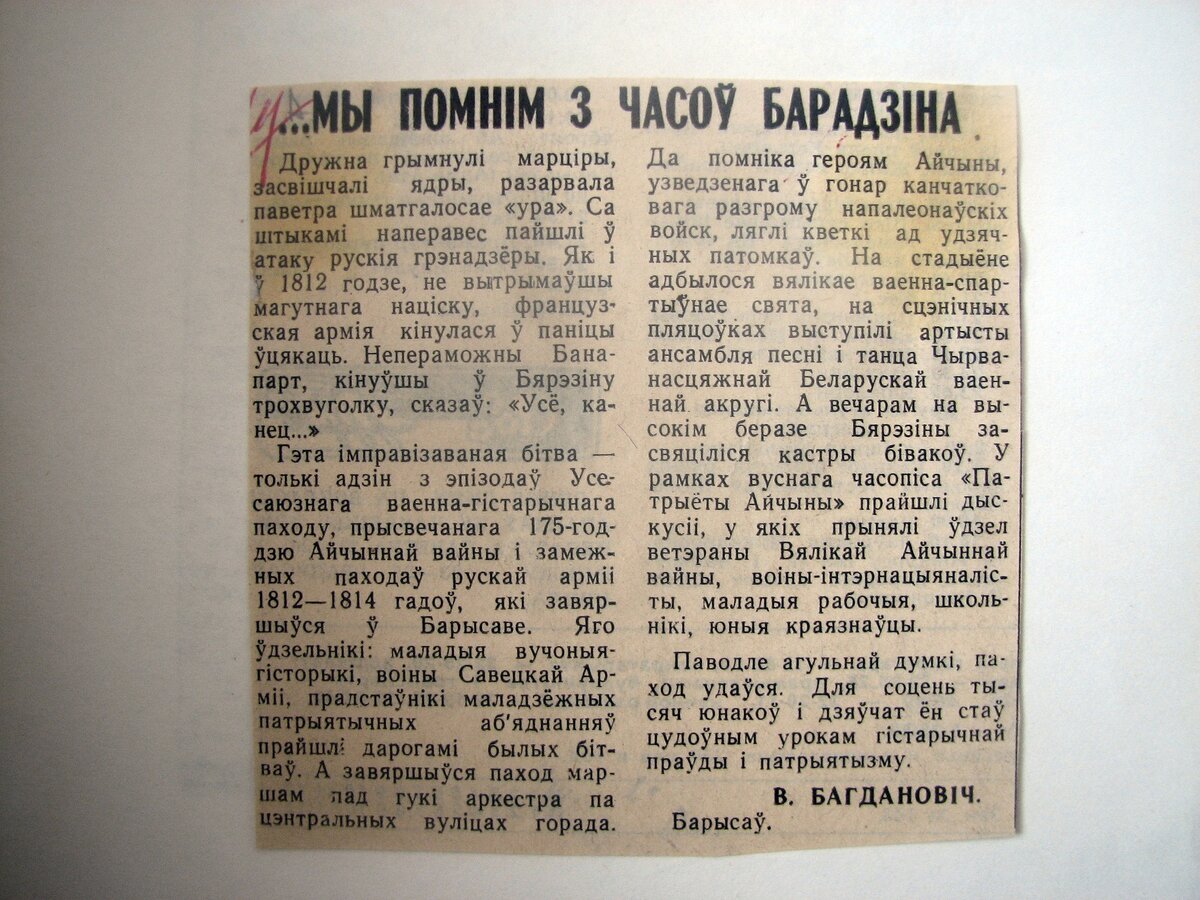 ...МЫ ПОМНІМ З ЧАСОЎ БАРАДЗІНА
Дружна грымнулі марціры,
засвішчалі ядры, разарвала
паветра шматгалосае «ура». Са
штыкамі наперавес пайшлі ў
атаку рускія грэнадзёры. Як і
ў 1812 годзе, не вытрымаўшы
магутнага націску, француз-
ская армія кінулася ў паніцы
ўцякаць. Непераможны Бана-
парт, кінуўшы ў Бярэзіну
трохвуголку, сказаў: «Усё, ка-
нец...»
Гэта імправізаваная бітва —
толькі адзін з эпізодаў Усе-
саюзнага ваенна-гістарычнага
паходу, прысвечанага 175-год-
дзю Айчыннай вайны і замеж-
ных паходаў рускай арміі
1812—1814 гадоў, які завяр-
шыўся ў Барысаве. Яго
ўдзельнікі: маладыя вучоныя-
гісторыкі, воіны Савецкай Ар-
міі, прадстаўнікі маладзёжных
патрыятычных аб'яднанняў
прайшлі дарогамі былых біт-
ваў. А завяршыўся паход мар-
шам пад гукі аркестра па
цэнтральных вуліцах горада.
Да помніка героям Айчыны,
узведзенага ў гонар канчатко-
вага разгрому напалеонаўскіх
войск, ляглі кветкі ад удзяч-
ных патомкаў. На стадыёне
адбылося вялікае ваенна-спар-
тыўнае свята, на сцэнічных
пляцоўках выступілі артысты
ансамбля песні і танца Чырва-
насцяжнай Беларускай ваен-
най акругі. А вечарам на вы-
сокім беразе Бярэзіны за-
свяціліся кастры бівакоў. У
рамках вуснага часопіса «Па-
трыёты Айчыны» прайшлі дыс-
кусіі, у якіх прынялі ўдзел
ветэраны Вялікай Айчыннай
вайны, воіны-інтэрнацыяналіс-
ты, маладыя рабочыя, школь-
нікі, юныя краязнаўцы.
Паводле агульнай думкі, па-
ход удаўся. Для соцень ты-
сяч юнакоў і дзяўчат ён стаў
цудоўным урокам гістарычнай
праўды і патрыятызму.
В. БАГДАНОВІЧ.
Барысаў.